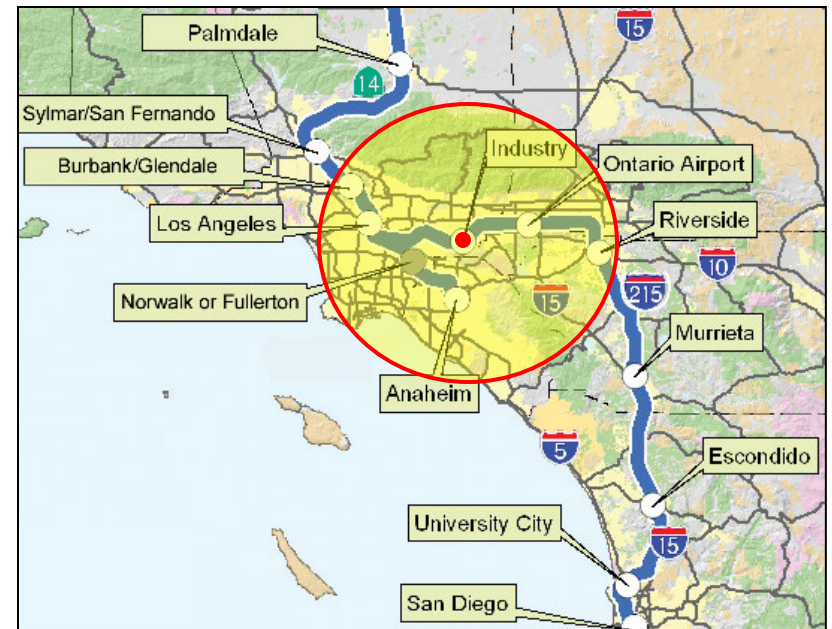 Palmdale
15
14
Sylmar/San Fernando
Industry
Burbank/Glendale
Ontario Airport
Los Angeles
Riverside
10
Norwalk or Fullerton
15
215
Murrieta
Anaheim
5
Escondido
University City
15
San Diego